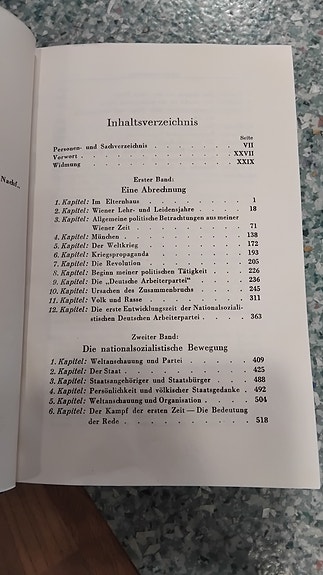 Nachf..
Inhaltsverzeichnis
Seite
Personen- und Sachverzeichnis . . . . . . . . VII
Vorwort . . . . . . . . . . . . . . XXVII
Widmung . . . . . . . . . . . . . . XXIX
Erster Band:
Eine Abrechnung
1. Kapitel: Im Elternhaus . . . . . . . . . 1
2. Kapitel: Wiener Lehr- und Leidensjahre . . . . 18
3. Kapitel: Allgemeine politische Betrachtungen aus meiner
Wiener Zeit . . . . . . . . . 71
4. Kapitel: München . . . . . . . . . . 138
5. Kapitel: Der Weltkrieg . . . . . . . . . 172
6. Kapitel: Kriegspropaganda . . . . . . . . 193
7. Kapitel: Die Revolution . . . . . . . . . 205
8. Kapitel: Beginn meiner politischen Tätigkeit . . . 226
9. Kapitel: Die „Deutsche Arbeiterpartei“ . . . . 236
10. Kapitel: Ursachen des Zusammenbruchs . . . . 245
11. Kapitel: Volk und Rasse . . . . . . . . . 311
12. Kapitel: Die erste Entwicklungszeit der Nationalsozia-
listischen Deutschen Arbeiterpartei . . . . 363
Zweiter Band:
Die nationalsozialistische Bewegung
1. Kapitel: Weltanschauung und Partei . . . . . 409
2. Kapitel: Der Staat . . . . . . . . . . 425
3. Kapitel: Staatsangehöriger und Staatsbürger . . . 488
4. Kapitel: Persönlichkeit und völkischer Staatsgedanke . 492
5. Kapitel: Weltanschauung und Organisation . . . . 504
6. Kapitel: Der Kampf der ersten Zeit — Die Bedeutung
der Rede . . . . . . . . . . 518